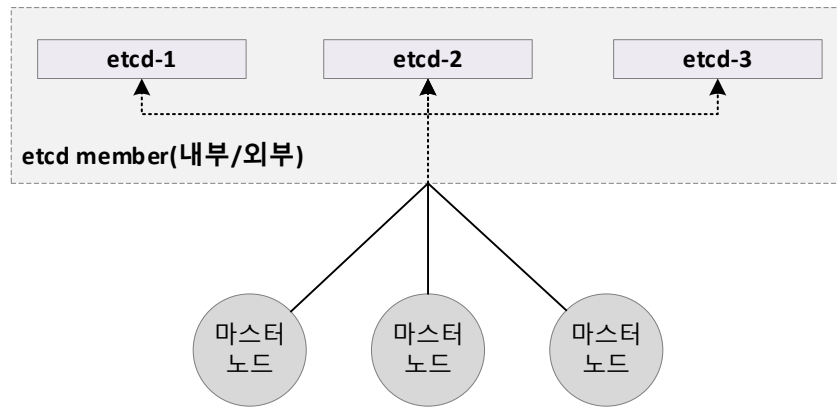 etcd-1
etcd-2
etcd-3
etcd member(내부/외부)
마스터
노드
마스터
노드
마스터
노드